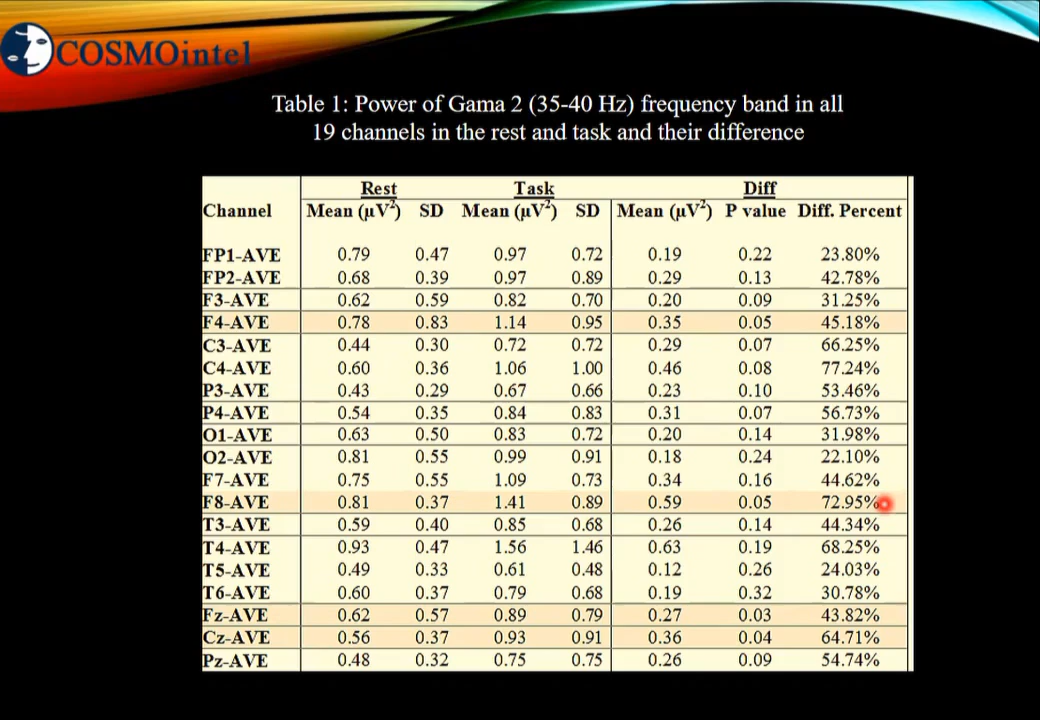 COSMOintel
Table 1: Power of Gama 2 (35-40 Hz) frequency band in all
19 channels in the rest and task and their difference
Rest Task Diff
Channel Mean (μV²) SD Mean (μV²) SD Mean (μV²) P value Diff. Percent
FP1-AVE 0.79 0.47 0.97 0.72 0.19 0.22 23.80%
FP2-AVE 0.68 0.39 0.97 0.89 0.29 0.13 42.78%
F3-AVE 0.62 0.59 0.82 0.70 0.20 0.09 31.25%
F4-AVE 0.78 0.83 1.14 0.95 0.35 0.05 45.18%
C3-AVE 0.44 0.30 0.72 0.72 0.29 0.07 66.25%
C4-AVE 0.60 0.36 1.06 1.00 0.46 0.08 77.24%
P3-AVE 0.43 0.29 0.67 0.66 0.23 0.10 53.46%
P4-AVE 0.54 0.35 0.84 0.83 0.31 0.07 56.73%
O1-AVE 0.63 0.50 0.83 0.72 0.20 0.14 31.98%
O2-AVE 0.81 0.55 0.99 0.91 0.18 0.24 22.10%
F7-AVE 0.75 0.55 1.09 0.73 0.34 0.16 44.62%
F8-AVE 0.81 0.37 1.41 0.89 0.59 0.05 72.95%
T3-AVE 0.59 0.40 0.85 0.68 0.26 0.14 44.34%
T4-AVE 0.93 0.47 1.56 1.46 0.63 0.19 68.25%
T5-AVE 0.49 0.33 0.61 0.48 0.12 0.26 24.03%
T6-AVE 0.60 0.37 0.79 0.68 0.19 0.32 30.78%
Fz-AVE 0.62 0.57 0.89 0.79 0.27 0.03 43.82%
Cz-AVE 0.56 0.37 0.93 0.91 0.36 0.04 64.71%
Pz-AVE 0.48 0.32 0.75 0.75 0.26 0.09 54.74%